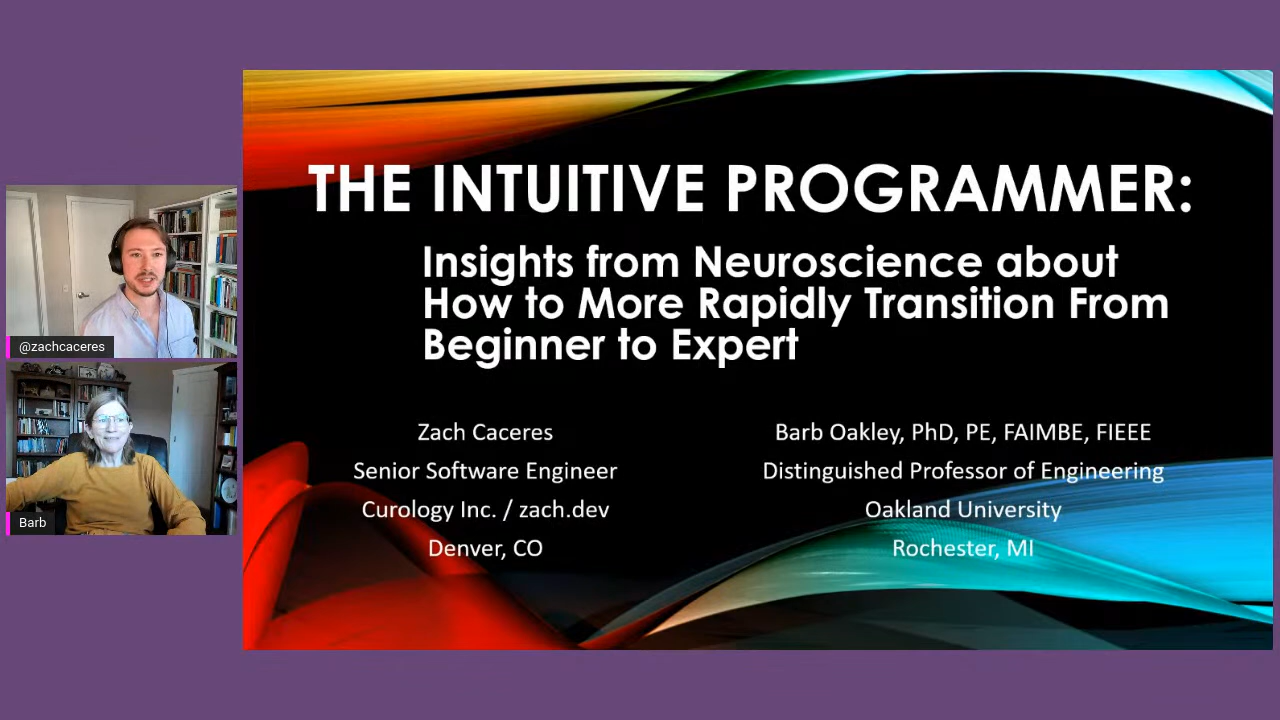 THE INTUITIVE PROGRAMMER:
Insights from Neuroscience about
How to More Rapidly Transition From
Beginner to Expert
Zach Caceres
Senior Software Engineer
Curology Inc. / zach.dev
Denver, CO
Barb Oakley, PhD, PE, FAIMBE, FIEEE
Distinguished Professor of Engineering
Oakland University
Rochester, MI
@zachcaceres
Barb